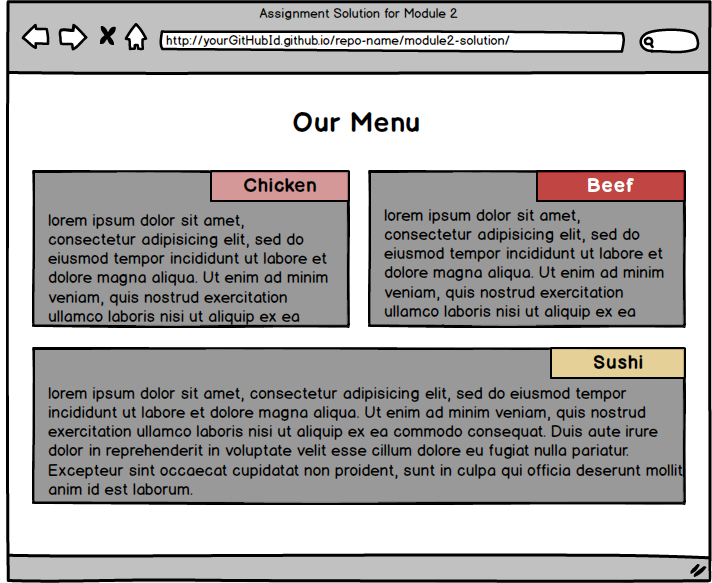 Assignment Solution for Module 2
http://yourGitHubId.github.io/repo-name/module2-solution/
Our Menu
Chicken
lorem ipsum dolor sit amet,
consectetur adipisicing elit, sed do
eiusmod tempor incididunt ut labore et
dolore magna aliqua. Ut enim ad minim
veniam, quis nostrud exercitation
ullamco laboris nisi ut aliquip ex ea
Beef
lorem ipsum dolor sit amet,
consectetur adipisicing elit, sed do
eiusmod tempor incididunt ut labore et
dolore magna aliqua. Ut enim ad minim
veniam, quis nostrud exercitation
ullamco laboris nisi ut aliquip ex ea
Sushi
lorem ipsum dolor sit amet, consectetur adipisicing elit, sed do eiusmod tempor
incididunt ut labore et dolore magna aliqua. Ut enim ad minim veniam, quis nostrud
exercitation ullamco laboris nisi ut aliquip ex ea commodo consequat. Duis aute irure
dolor in reprehenderit in voluptate velit esse cillum dolore eu fugiat nulla pariatur.
Excepteur sint occaecat cupidatat non proident, sunt in culpa qui officia deserunt mollit
anim id est laborum.